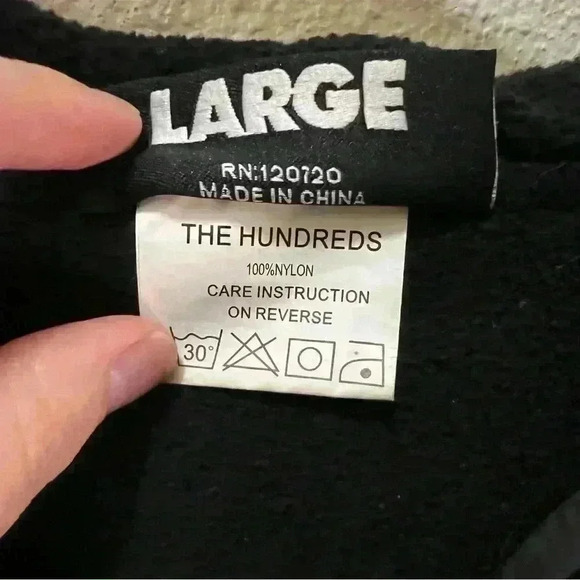 LARGE
RN:120720
MADE IN CHINA
THE HUNDREDS
100%NYLON
CARE INSTRUCTION
ON REVERSE
30°